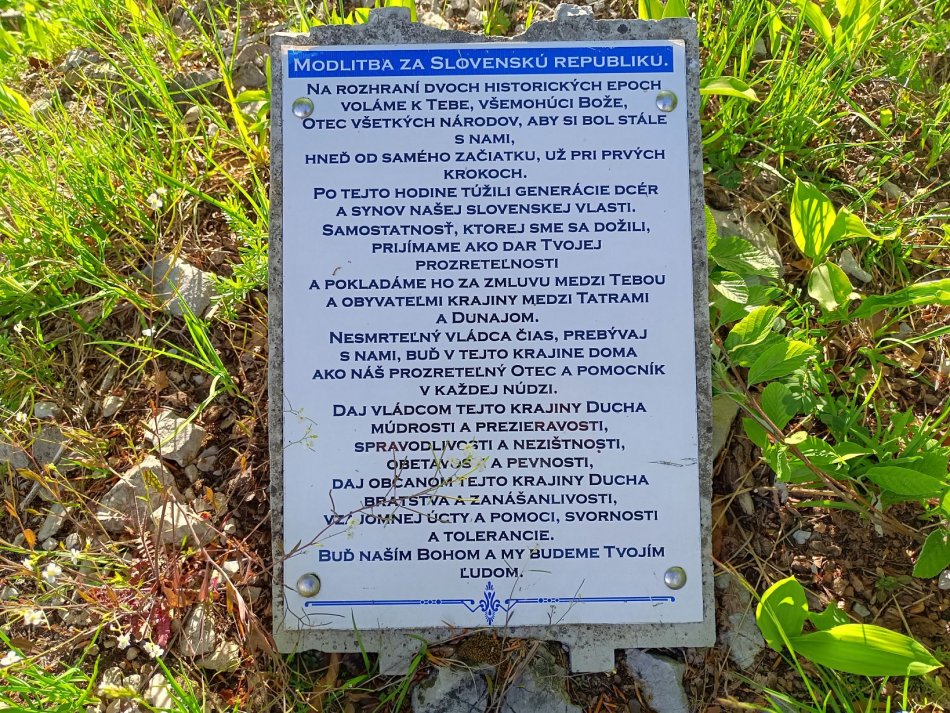 Modlitba za Slovenskú republiku.
Na rozhraní dvoch historických epoch
voláme k Tebe, všemohúci Bože,
Otec všetkých národov, aby si bol stále
s nami,
hneď od samého začiatku, už pri prvých
krokoch.
Po tejto hodine túžili generácie dcér
a synov našej slovenskej vlasti.
Samostatnosť, ktorej sme sa dožili,
prijímame ako dar Tvojej
prozreteľnosti
a pokladáme ho za zmluvu medzi Tebou
a obyvateľmi krajiny medzi Tatrami
a Dunajom.
Nesmrteľný vládca čias, prebývaj
s nami, buď v tejto krajine doma
ako náš prozretelný Otec a pomocník
v každej núdzi.
Daj vládcom tejto krajiny Ducha
múdrosti a prezieravosti,
spravodlivosti a nezištnosti,
obetavosti a pevnosti,
daj občanom tejto krajiny Ducha
bratstva a zanášanlivosti,
vzájomnej úcty a pomoci, svornosti
a tolerancie.
Buď naším Bohom a my budeme Tvojím
ľudom.